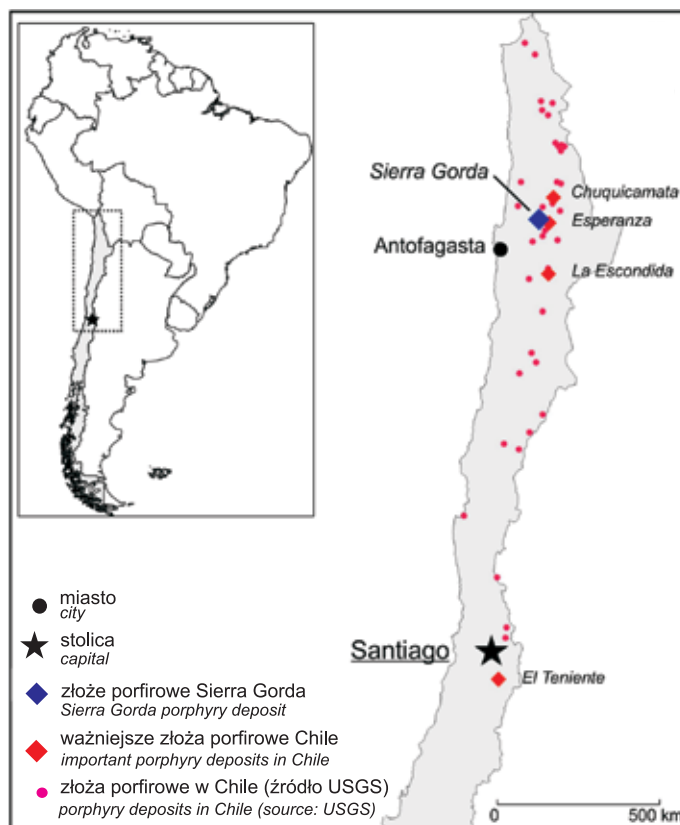 Sierra Gorda
Chuquicamata
Esperanza
Antofagasta
La Escondida
Santiago
El Teniente
miasto
city
stolica
capital
złoże porfirowe Sierra Gorda
Sierra Gorda porphyry deposit
ważniejsze złoża porfirowe Chile
important porphyry deposits in Chile
złoża porfirowe w Chile (źródło USGS)
porphyry deposits in Chile (source: USGS)
0 500 km